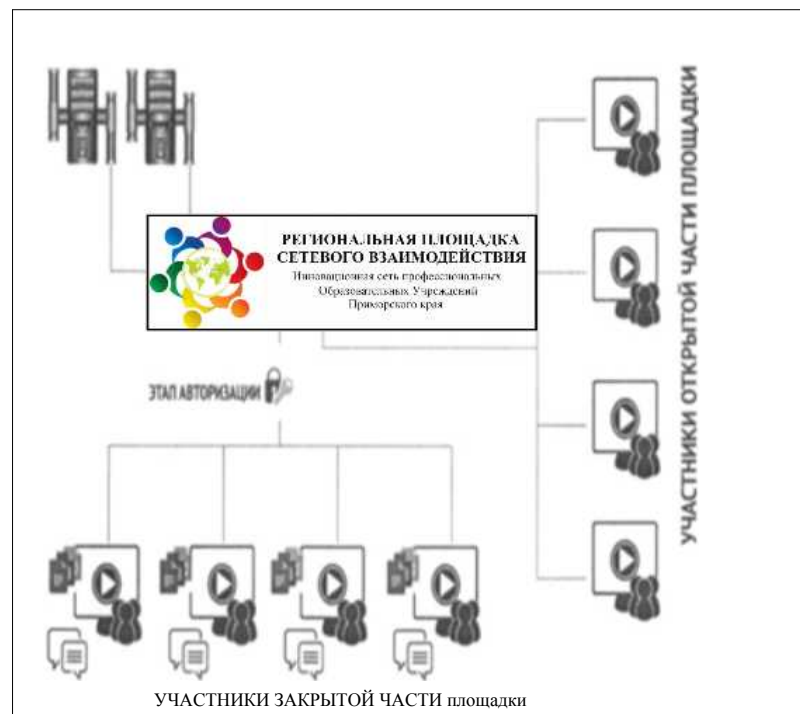 РЕГИОНАЛЬНАЯ ПЛОЩАДКА
СЕТЕВОГО ВЗАИМОДЕЙСТВИЯ
Инновационная сеть профессиональных
Образовательных Учреждений
Приморского края
ЭТАП АВТОРИЗАЦИИ
УЧАСТНИКИ ОТКРЫТОЙ ЧАСТИ ПЛОЩАДКИ
УЧАСТНИКИ ЗАКРЫТОЙ ЧАСТИ площадки